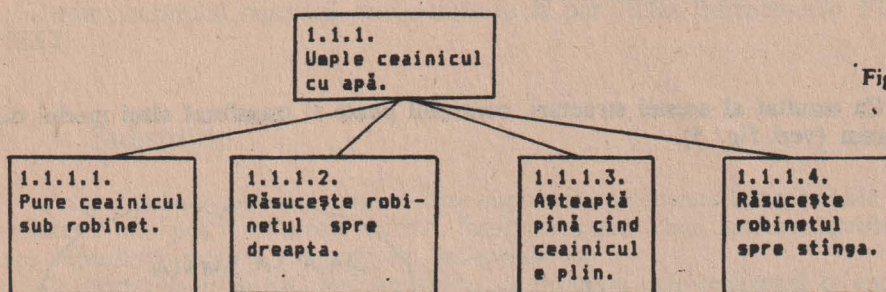 1.1.1.
Umple ceainicul
cu apă.
Fig
1.1.1.1.
Pune ceainicul
sub robinet.
1.1.1.2.
Răsucește robi-
netul spre
dreapta.
1.1.1.3.
Așteaptă
pînă cînd
ceainicul
e plin.
1.1.1.4.
Răsucește
robinetul
spre stînga.